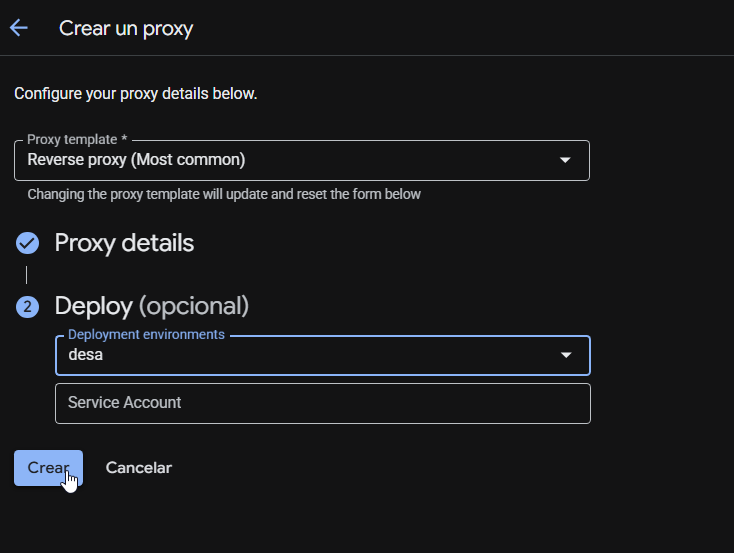 Crear un proxy
Configure your proxy details below.
Proxy template *
Reverse proxy (Most common)
Changing the proxy template will update and reset the form below
Proxy details
2 Deploy (opcional)
Deployment environments
desa
Service Account
Crear Cancelar